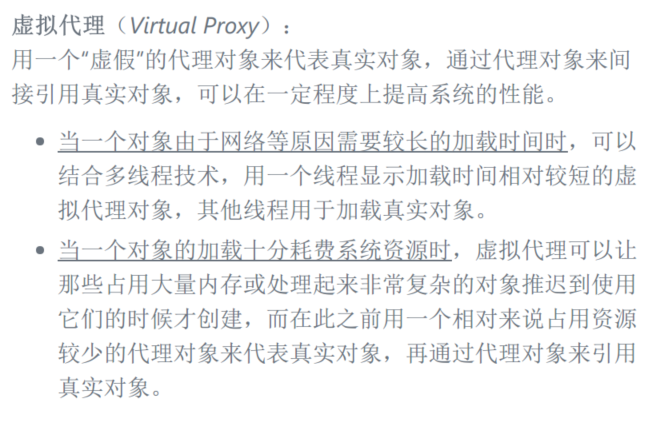 虚拟代理（Virtual Proxy）：
用一个“虚假”的代理对象来代表真实对象，通过代理对象来间
接引用真实对象，可以在一定程度上提高系统的性能。
• 当一个对象由于网络等原因需要较长的加载时间时，可以
结合多线程技术，用一个线程显示加载时间相对较短的虚
拟代理对象，其他线程用于加载真实对象。
• 当一个对象的加载十分耗费系统资源时，虚拟代理可以让
那些占用大量内存或处理起来非常复杂的对象推迟到使用
它们的时候才创建，而在此之前用一个相对来说占用资源
较少的代理对象来代表真实对象，再通过代理对象来引用
真实对象。